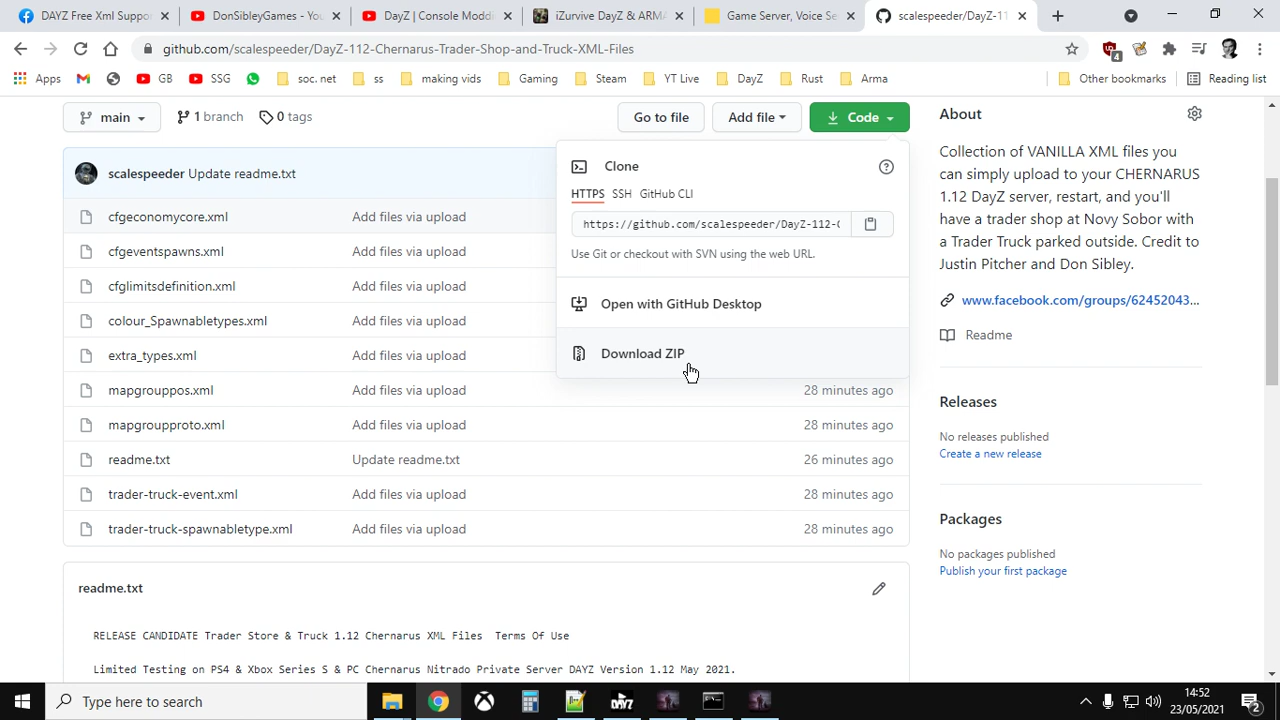 DAYZ Free Xml Suppo
DonSibleyGames - You
DayZ | Console Moddi
iZurvive DayZ & ARMA
Game Server, Voice Se
scalespeeder/DayZ-11
github.com/scalespeeder/DayZ-112-Chernarus-Trader-Shop-and-Truck-XML-Files
4
Apps
GB
SSG
soc. net
ss
making vids
Gaming
Steam
YT Live
DayZ
Rust
Arma
Other bookmarks
Reading list
main
1 branch
0 tags
Go to file
Add file
Code
scalespeeder Update readme.txt
cfgeconomycore.xml Add files via upload
cfgeventspawns.xml Add files via upload
cfglimitsdefinition.xml Add files via upload
colour_Spawnabletypes.xml Add files via upload
extra_types.xml Add files via upload
mapgrouppos.xml Add files via upload 28 minutes ago
mapgroupproto.xml Add files via upload 28 minutes ago
readme.txt Update readme.txt 26 minutes ago
trader-truck-event.xml Add files via upload 28 minutes ago
trader-truck-spawnabletype.xml Add files via upload 28 minutes ago
Clone
HTTPS SSH GitHub CLI
https://github.com/scalespeeder/DayZ-112-C
Use Git or checkout with SVN using the web URL.
Open with GitHub Desktop
Download ZIP
readme.txt
RELEASE CANDIDATE Trader Store & Truck 1.12 Chernarus XML Files Terms Of Use
Limited Testing on PS4 & Xbox Series S & PC Chernarus Nitrado Private Server DAYZ Version 1.12 May 2021.
About
Collection of VANILLA XML files you
can simply upload to your CHERNARUS
1.12 DayZ server, restart, and you'll
have a trader shop at Novy Sobor with
a Trader Truck parked outside. Credit to
Justin Pitcher and Don Sibley.
www.facebook.com/groups/62452043...
Readme
Releases
No releases published
Create a new release
Packages
No packages published
Publish your first package
Type here to search
DAYZ
14:52
23/05/2021
2